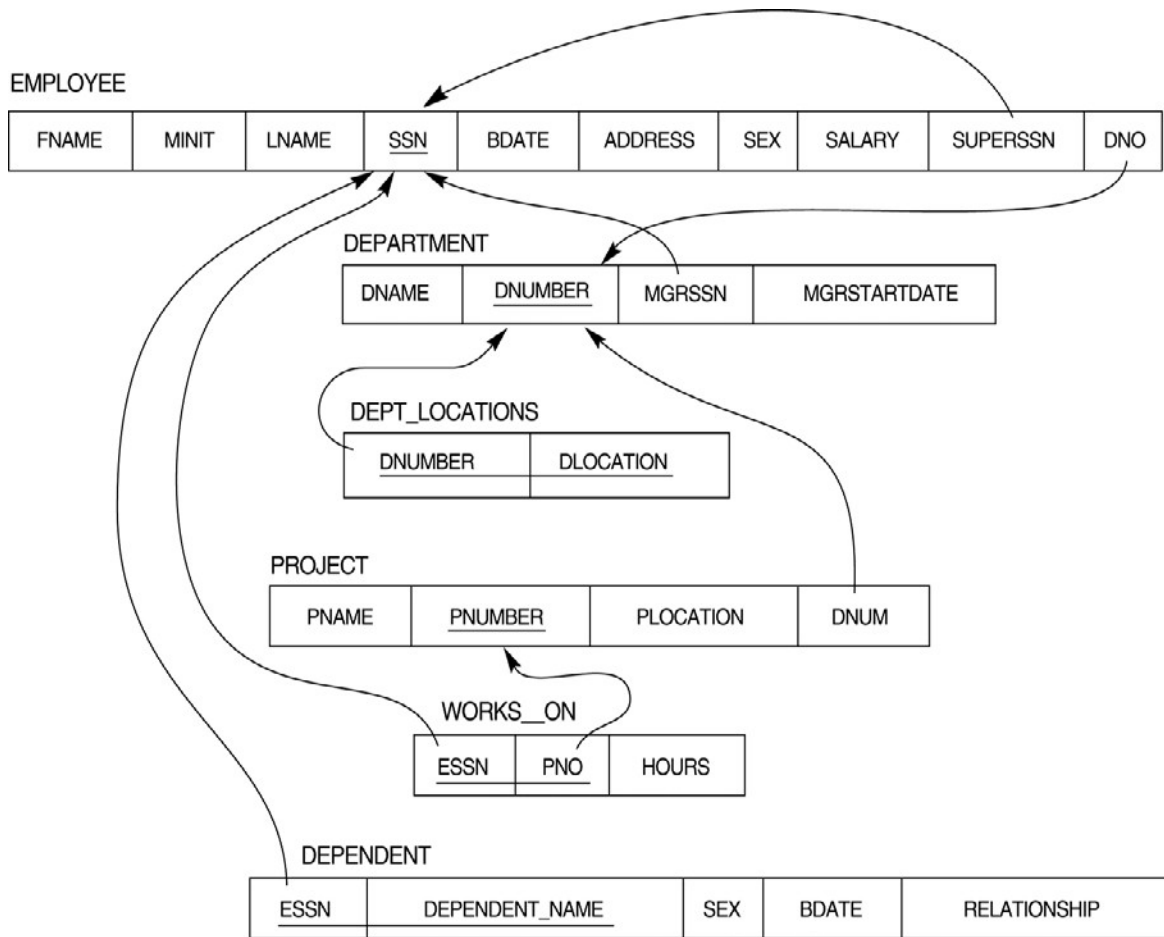 EMPLOYEE
FNAME MINIT LNAME SSN BDATE ADDRESS SEX SALARY SUPERSSN DNO
DEPARTMENT
DNAME DNUMBER MGRSSN MGRSTARTDATE
DEPT_LOCATIONS
DNUMBER DLOCATION
PROJECT
PNAME PNUMBER PLOCATION DNUM
WORKS__ON
ESSN PNO HOURS
DEPENDENT
ESSN DEPENDENT_NAME SEX BDATE RELATIONSHIP